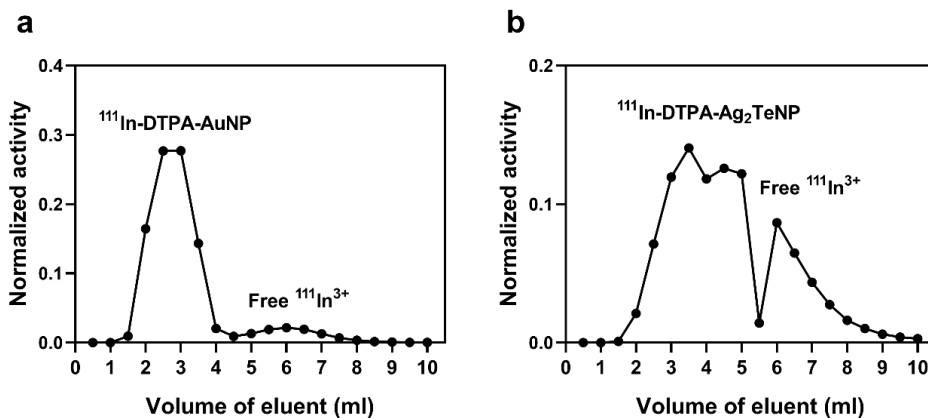 a
0.4
0.3
0.2
0.1
0.0
Normalized activity
¹¹¹In-DTPA-AuNP
Free ¹¹¹In³⁺
0 1 2 3 4 5 6 7 8 9 10
Volume of eluent (ml)
b
0.2
0.1
0.0
Normalized activity
¹¹¹In-DTPA-Ag₂TeNP
Free ¹¹¹In³⁺
0 1 2 3 4 5 6 7 8 9 10
Volume of eluent (ml)